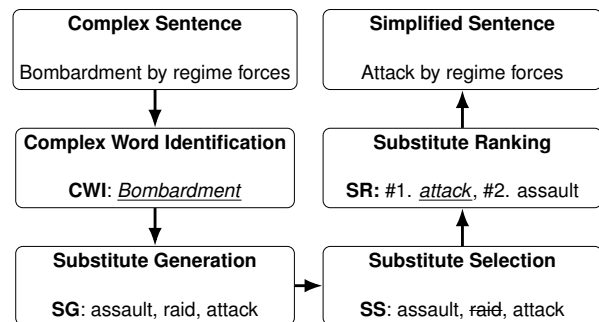 Complex Sentence
Bombardment by regime forces
Complex Word Identification
CWI: Bombardment
Substitute Generation
SG: assault, raid, attack
Substitute Selection
SS: assault, raid, attack
Substitute Ranking
SR: #1. attack, #2. assault
Simplified Sentence
Attack by regime forces